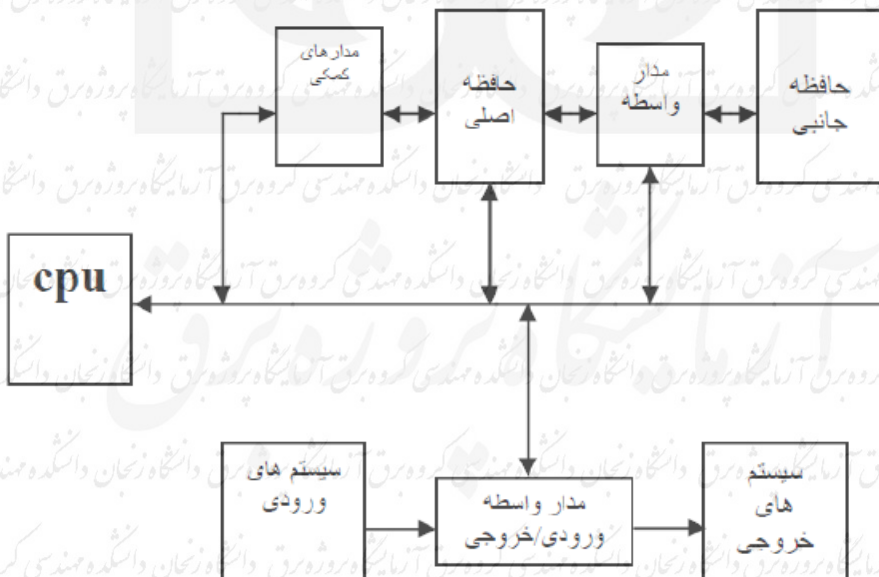 مدارهای
کمکی
حافظه
اصلی
مدار
واسطه
حافظه
جانبی
cpu
سیستم های
ورودی
مدار واسطه
ورودی/خروجی
سیستم
های
خروجی